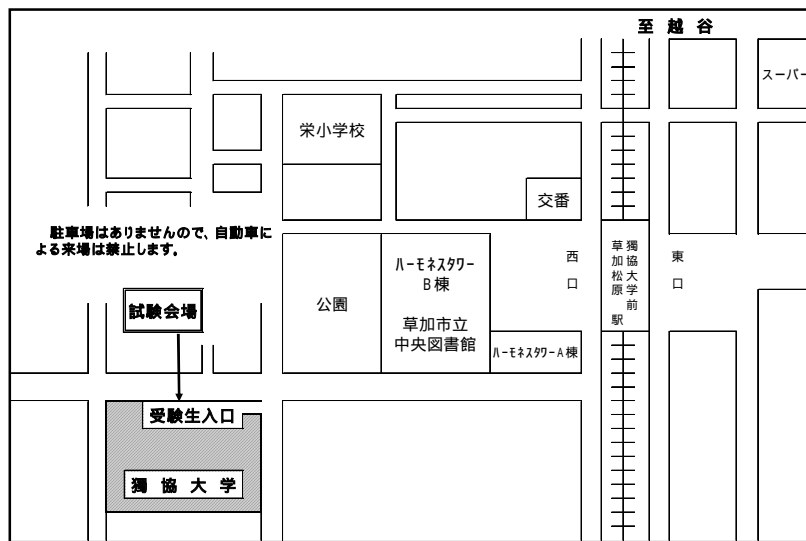 至 越 谷
スーパー
栄小学校
交番
駐車場はありませんので、自動車に
よる来場は禁止します。
試験会場
公園
ﾊｰﾓﾈｽﾀﾜｰ
B棟
草加市立
中央図書館
ﾊｰﾓﾈｽﾀﾜｰA棟
西口
獨協大学前
草加松原駅
東口
受験生入口
獨 協 大 学